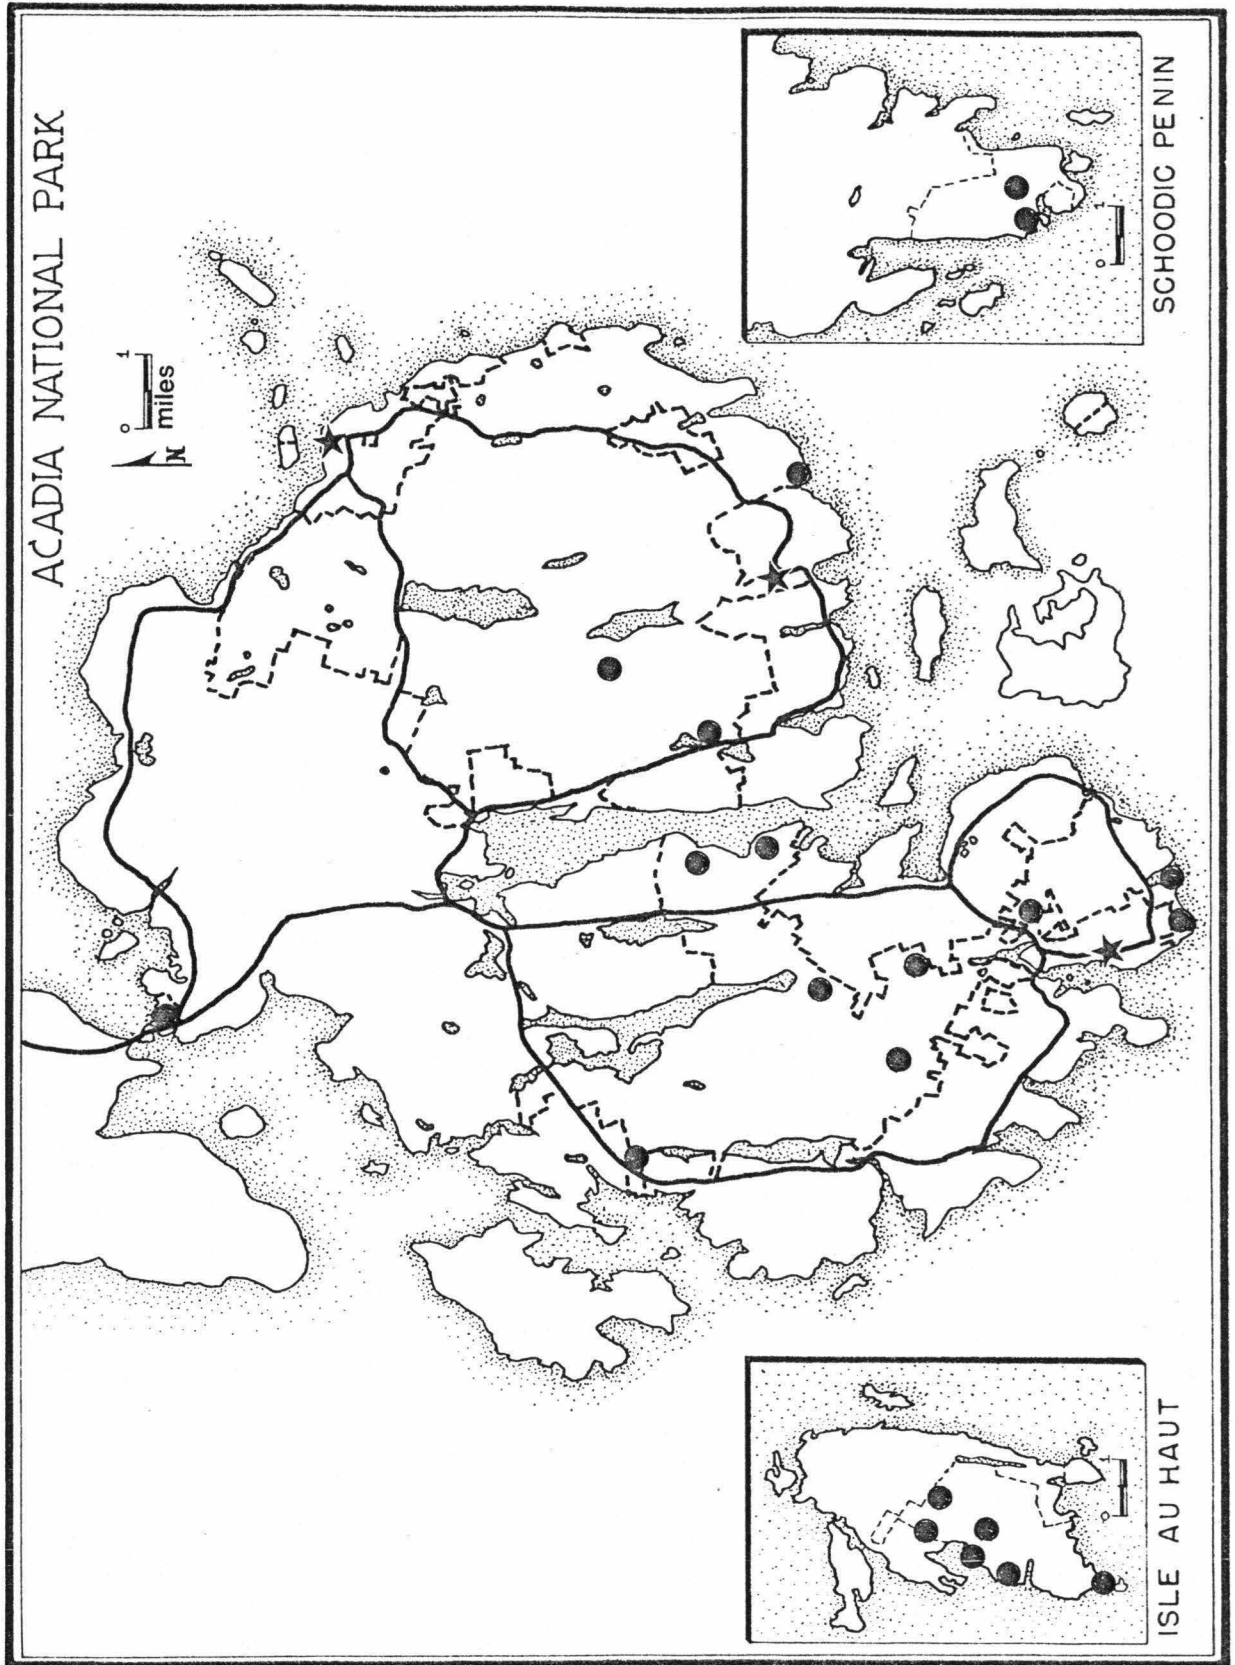 ACADIA NATIONAL PARK
0 1
miles
N
SCHOODIC PENIN
0 1
ISLE AU HAUT
0 1